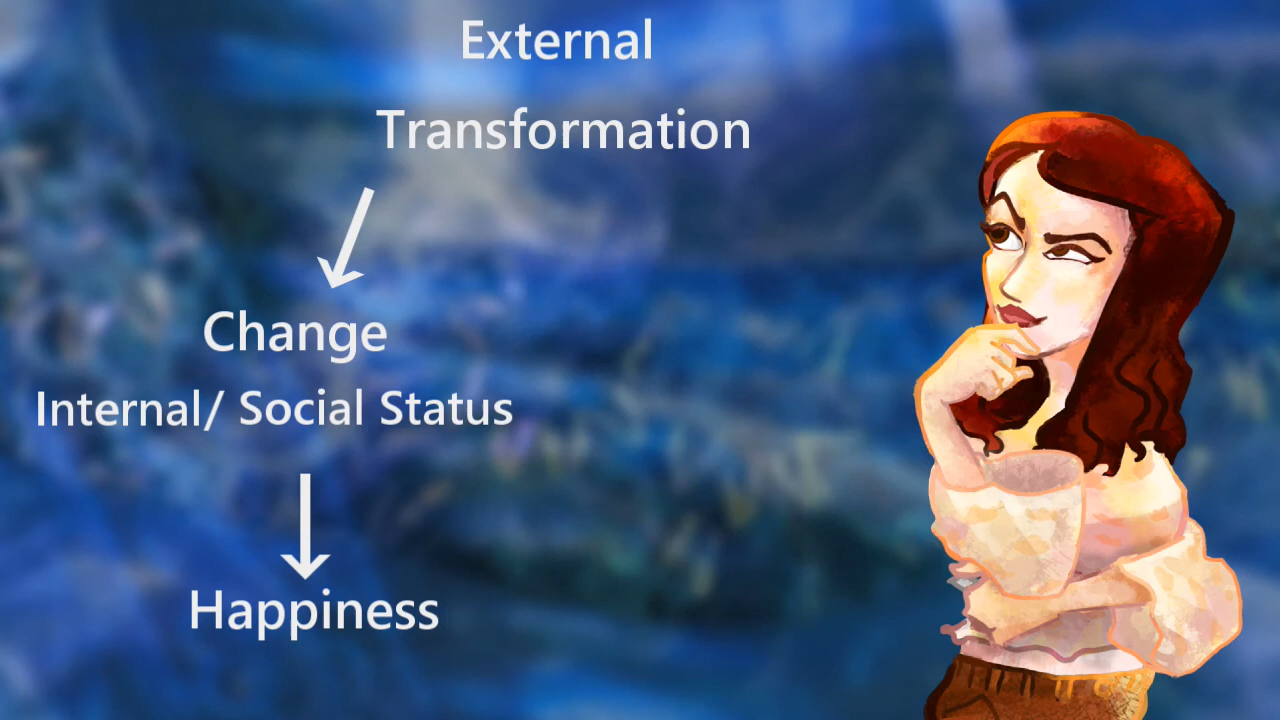 External
Transformation
Change
Internal/ Social Status
Happiness